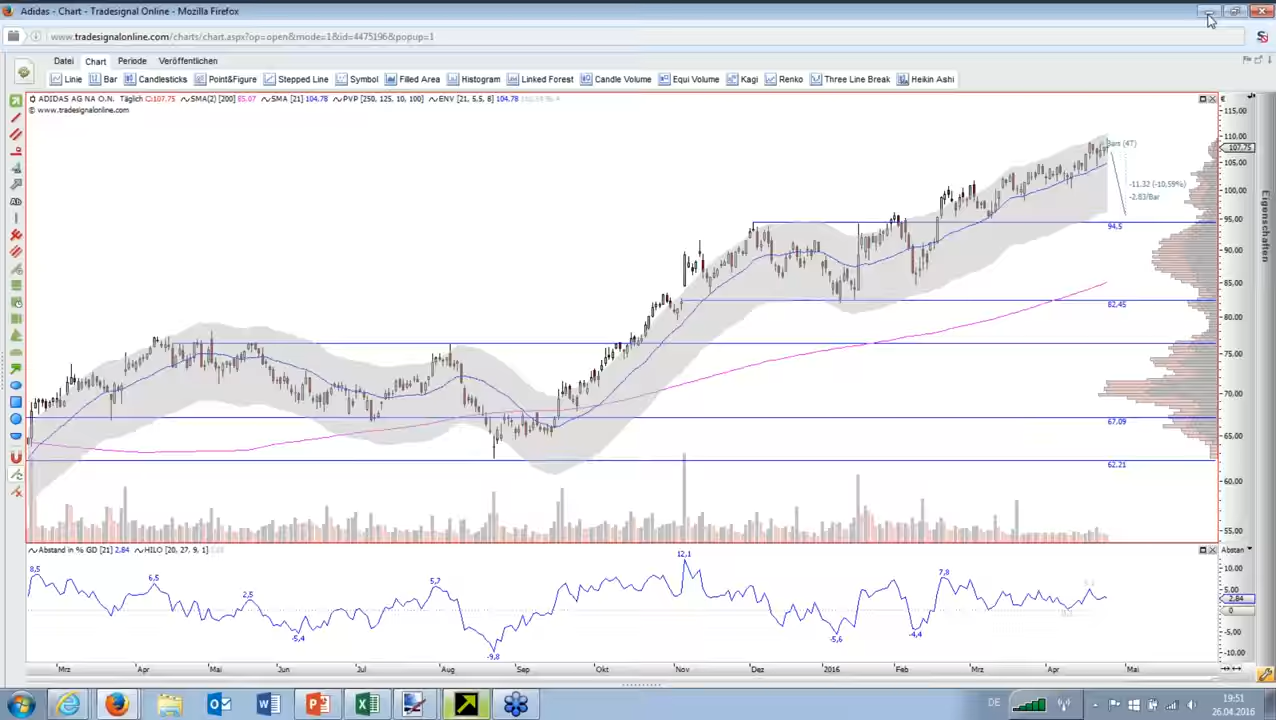 Adidas - Chart - Tradesignal Online - Mozilla Firefox
www.tradesignalonline.com/charts/chart.aspx?op=open&mode=1&id=4475196&popup=1
Datei Chart Periode Veröffentlichen
Linie Bar Candlesticks Point&Figure Stepped Line Symbol Filled Area Histogram Linked Forest Candle Volume Equi Volume Kagi Renko Three Line Break Heikin Ashi
ADIDAS AG NA O.N. Täglich 107.75 SMA(2) [200] 85.07 SMA [21] 104.78 PVP [250, 125, 10, 100] ENV [21, 5.5, 8] 104.78
© www.tradesignalonline.com
€
115,00
110,00
Bars (47)
107,75
105,00
-11.32 (-10,59%)
100,00
-2.83/Bar
95,00
94,5
90,00
85,00
82,45
80,00
75,00
70,00
67,09
65,00
62,21
60,00
55,00
Eigenschaften
Abstand in % GD [21] 2.84 HILO [20, 27, 9, 1]
Abstan
12,1
8,5 6,5 2,5 5,7 7,8
10.00
5.00
2,84
0
-5,4 -9,8 -5,6 -4,4
-5.00
-10.00
Mrz Apr Mai Jun Jul Aug Sep Okt Nov Dez 2016 Feb Mrz Apr Mai
DE
19:51
26.04.2016